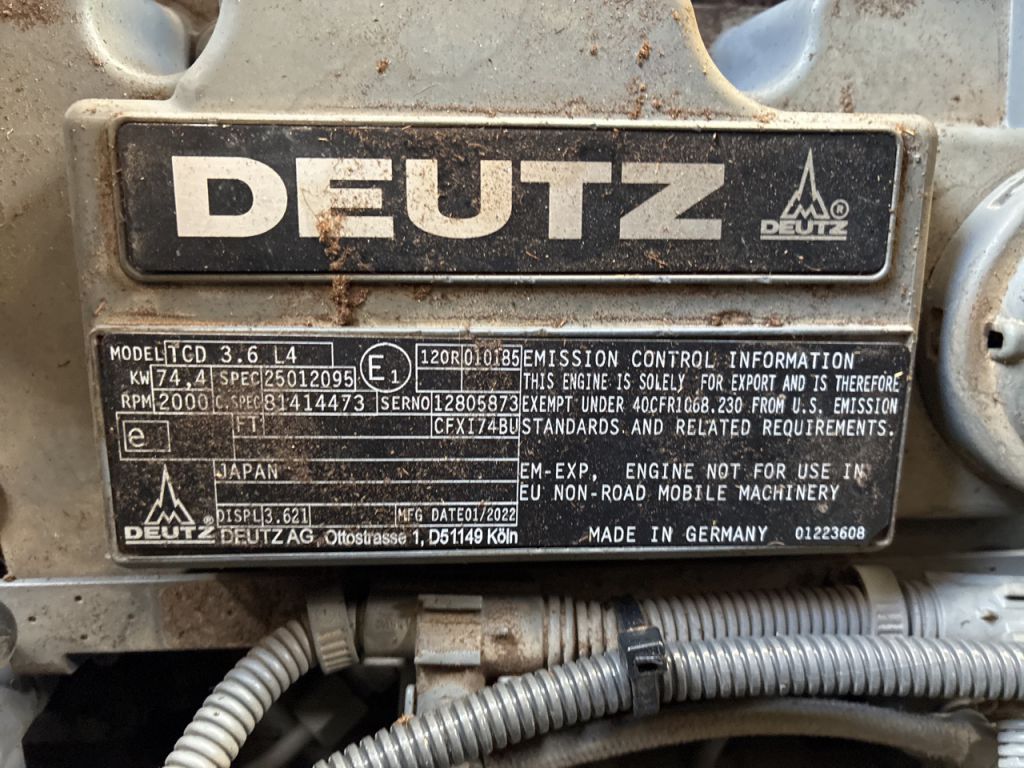 DEUTZ
DEUTZ®
MODEL TCD 3.6 L4
E1
120R 010185
KW 74,4 SPEC 25012095
RPM 2000 C.SPEC 81414473 SERNO 12805873
e FT CFXI74BU
JAPAN
DISPL 3.621 MFG DATE 01/2022
DEUTZ® DEUTZ AG, Ottostrasse 1, D51149 Köln
EMISSION CONTROL INFORMATION
THIS ENGINE IS SOLELY FOR EXPORT AND IS THEREFORE
EXEMPT UNDER 40CFR1068.230 FROM U.S. EMISSION
STANDARDS AND RELATED REQUIREMENTS.
EM-EXP, ENGINE NOT FOR USE IN
EU NON-ROAD MOBILE MACHINERY
MADE IN GERMANY 01223608